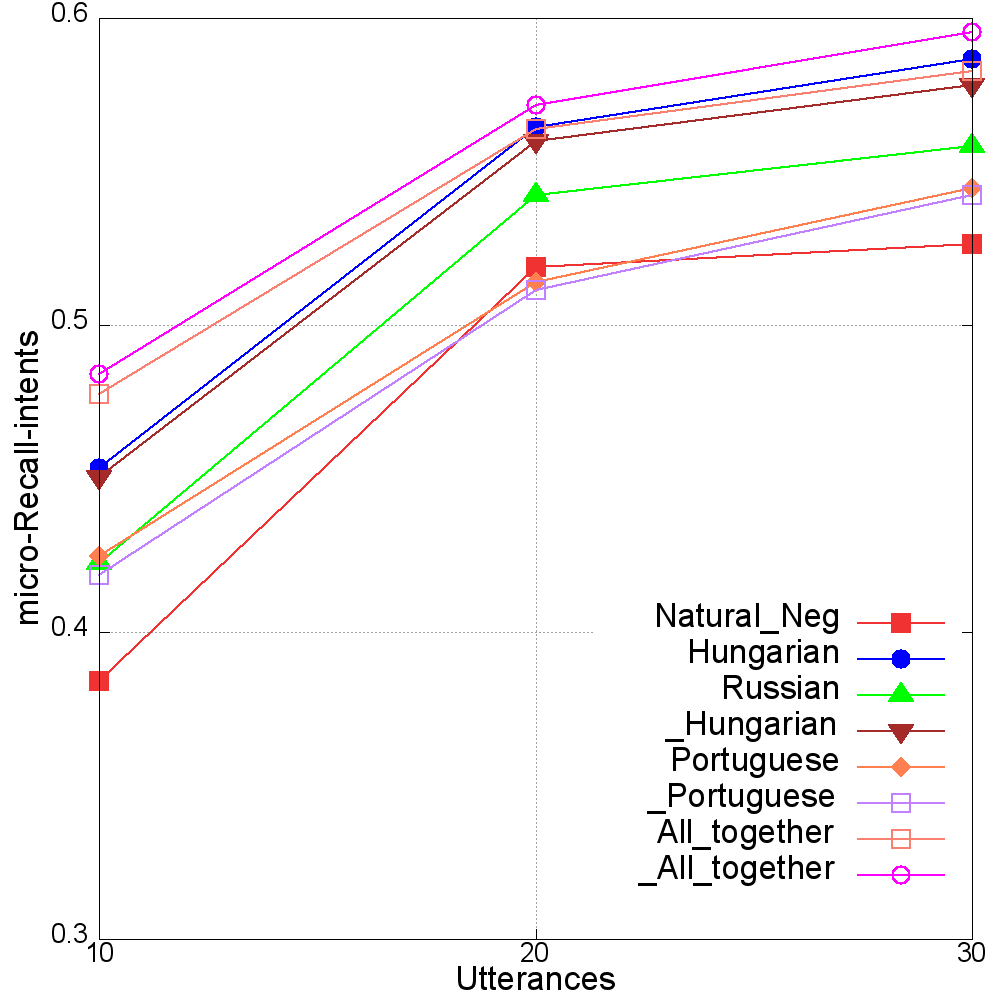 0.6
0.5
0.4
0.3
micro-Recall-intents
10
20
30
Utterances
Natural_Neg
Hungarian
Russian
_Hungarian
Portuguese
_Portuguese
All_together
_All_together